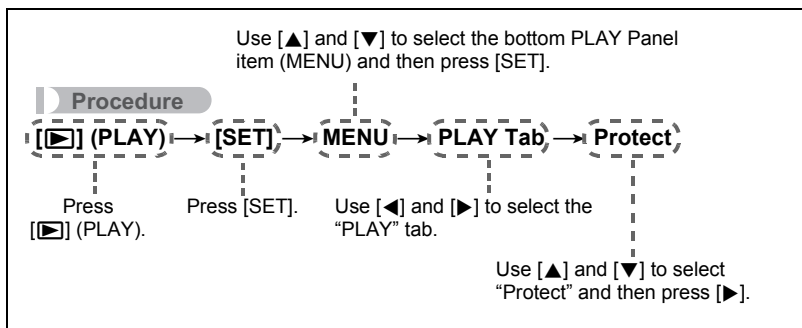 Use [▲] and [▼] to select the bottom PLAY Panel
item (MENU) and then press [SET].
Procedure
[▶] (PLAY) → [SET] → MENU → PLAY Tab → Protect
Press
[▶] (PLAY).
Press [SET].
Use [◀] and [▶] to select the
“PLAY” tab.
Use [▲] and [▼] to select
“Protect” and then press [▶].